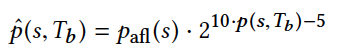 p̂(s, T_b) = p_afl(s) · 2^{10·p(s, T_b)−5}